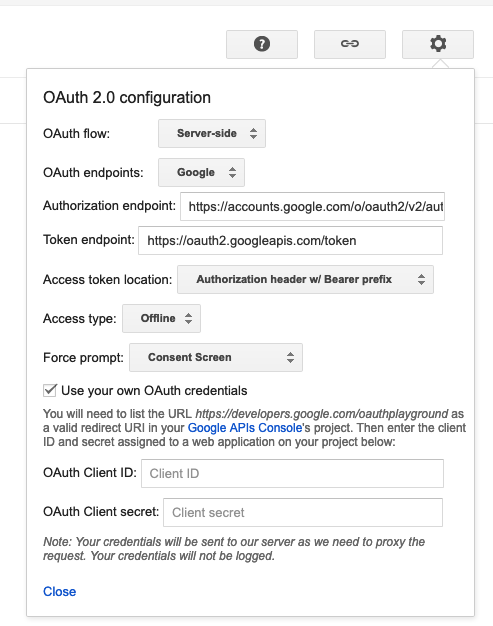 OAuth 2.0 configuration
OAuth flow: Server-side
OAuth endpoints: Google
Authorization endpoint: https://accounts.google.com/o/oauth2/v2/aut
Token endpoint: https://oauth2.googleapis.com/token
Access token location: Authorization header w/ Bearer prefix
Access type: Offline
Force prompt: Consent Screen
Use your own OAuth credentials
You will need to list the URL https://developers.google.com/oauthplayground as
a valid redirect URI in your Google APIs Console's project. Then enter the client
ID and secret assigned to a web application on your project below:
OAuth Client ID: Client ID
OAuth Client secret: Client secret
Note: Your credentials will be sent to our server as we need to proxy the
request. Your credentials will not be logged.
Close